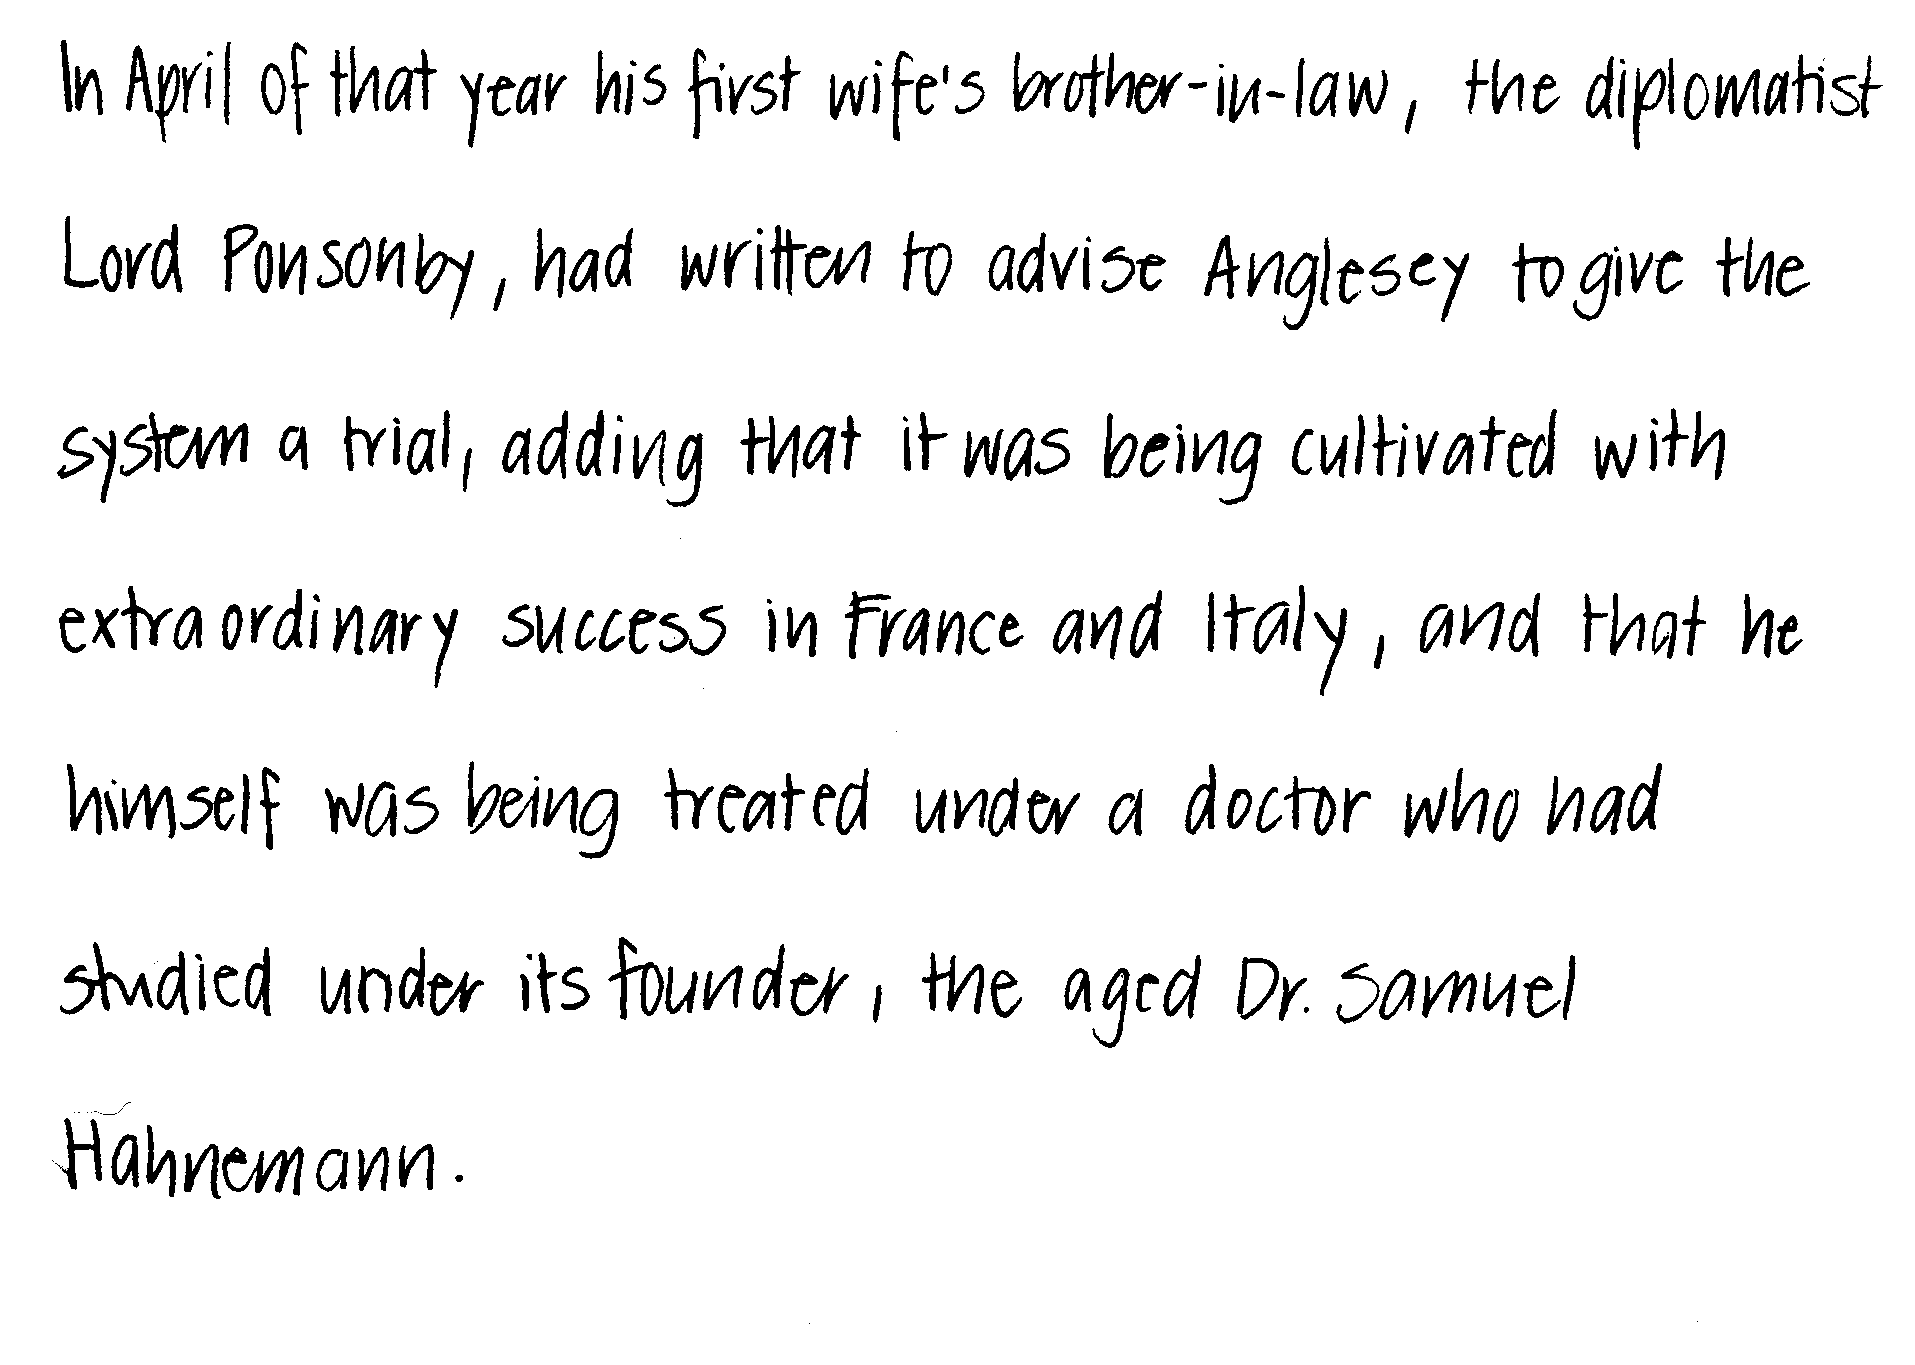 In April of that year his first wife's brother-in-law, the diplomatist
Lord Ponsonby, had written to advise Anglesey to give the
system a trial, adding that it was being cultivated with
extraordinary success in France and Italy, and that he
himself was being treated under a doctor who had
studied under its founder, the aged Dr. Samuel
Hahnemann.